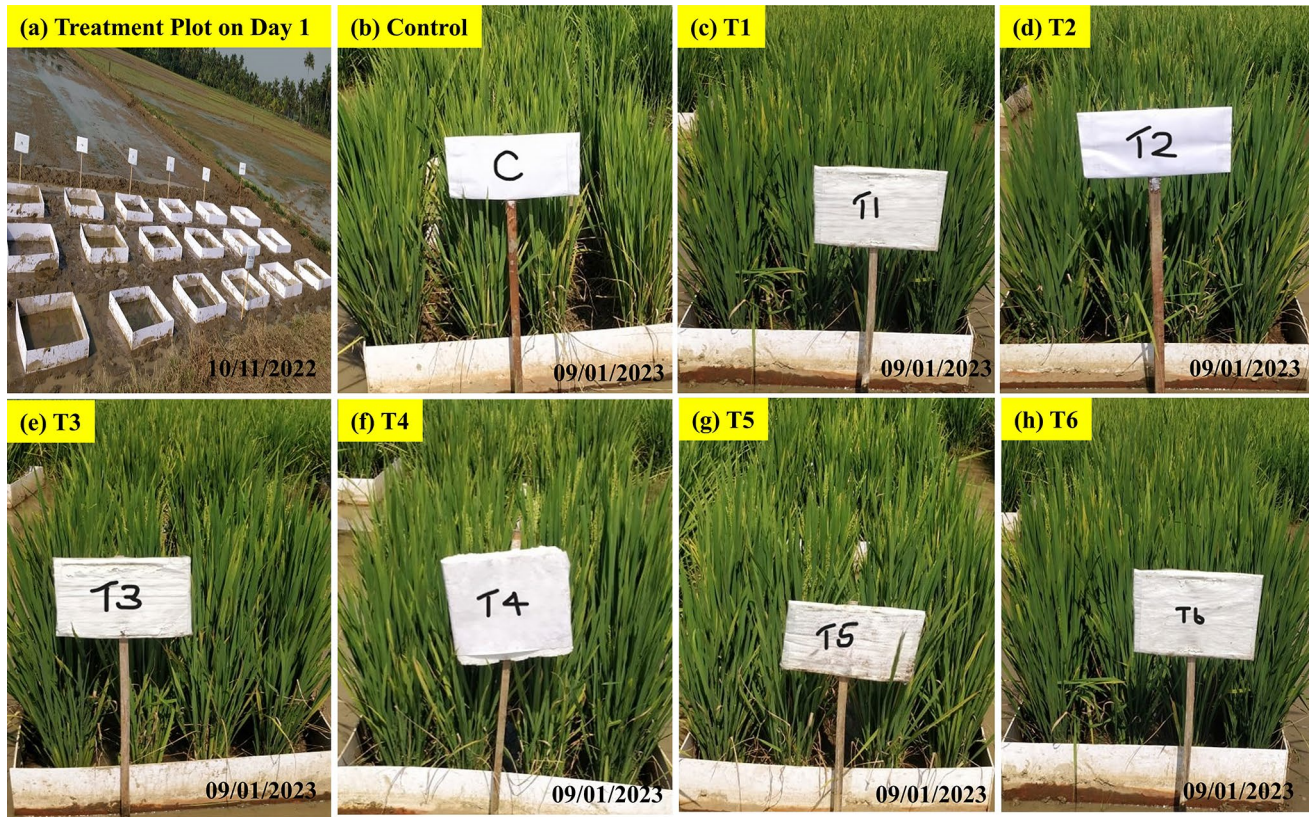 (a) Treatment Plot on Day 1
10/11/2022
(b) Control
C
09/01/2023
(c) T1
T1
09/01/2023
(d) T2
T2
09/01/2023
(e) T3
T3
09/01/2023
(f) T4
T4
09/01/2023
(g) T5
T5
09/01/2023
(h) T6
T6
09/01/2023